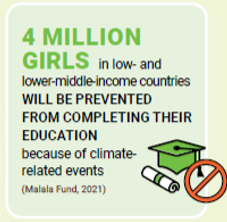 4 MILLION
GIRLS in low- and
lower-middle-income countries
WILL BE PREVENTED
FROM COMPLETING THEIR
EDUCATION
because of climate-
related events
(Malala Fund, 2021)